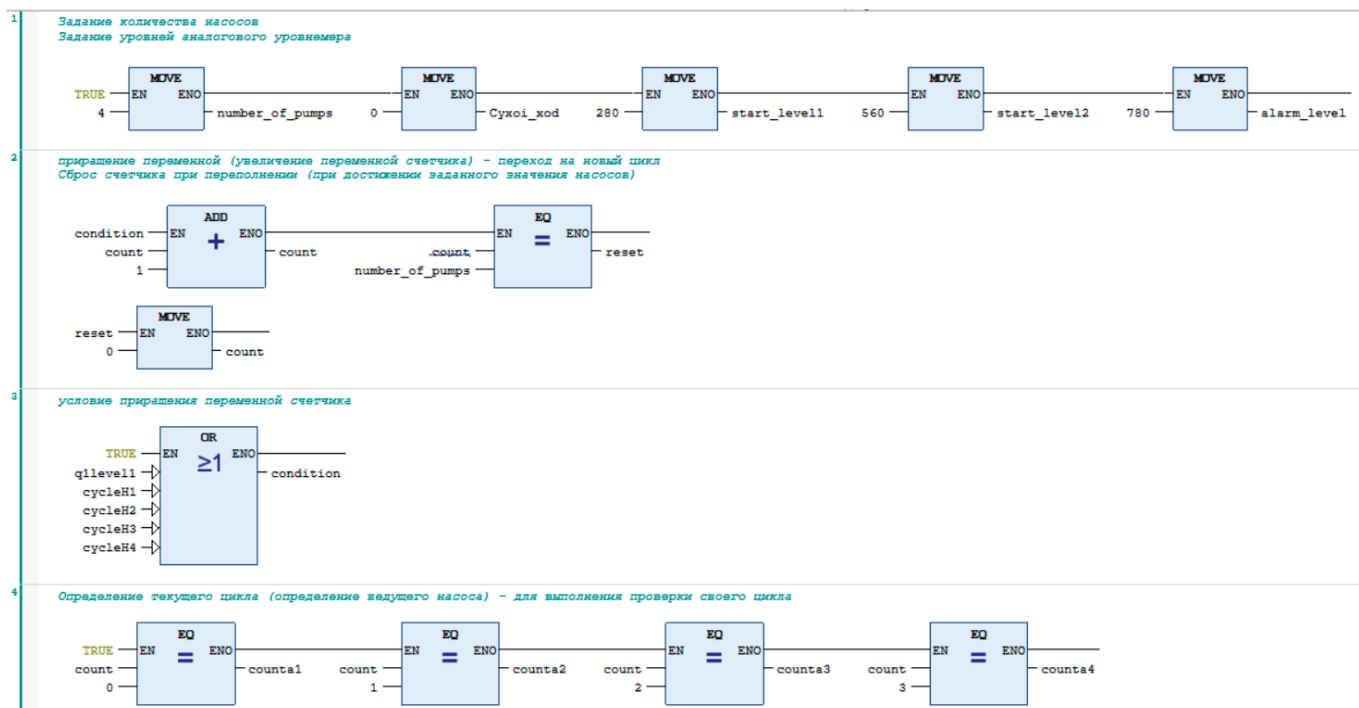 1
Задание количества насосов
Задание уровней аналогового уровнемера
MOVE MOVE MOVE MOVE MOVE
TRUE EN ENO EN ENO EN ENO EN ENO EN ENO
4 number_of_pumps 0 Cyxoi_xod 280 start_level1 560 start_level2 780 alarm_level
2
приращение переменной (увеличение переменной счетчика) - переход на новый цикл
Сброс счетчика при переполнении (при достижении заданного значения насосов)
ADD EQ
condition EN ENO EN ENO
count + count count = reset
1 number_of_pumps
MOVE
reset EN ENO
0 count
3
условие приращения переменной счетчика
OR
TRUE EN ENO
q1level1 ≥1 condition
cycleH1
cycleH2
cycleH3
cycleH4
4
Определение текущего цикла (определение ведущего насоса) - для выполнения проверки своего цикла
EQ EQ EQ EQ
TRUE EN ENO EN ENO EN ENO EN ENO
count = counta1 count = counta2 count = counta3 count = counta4
0 1 2 3